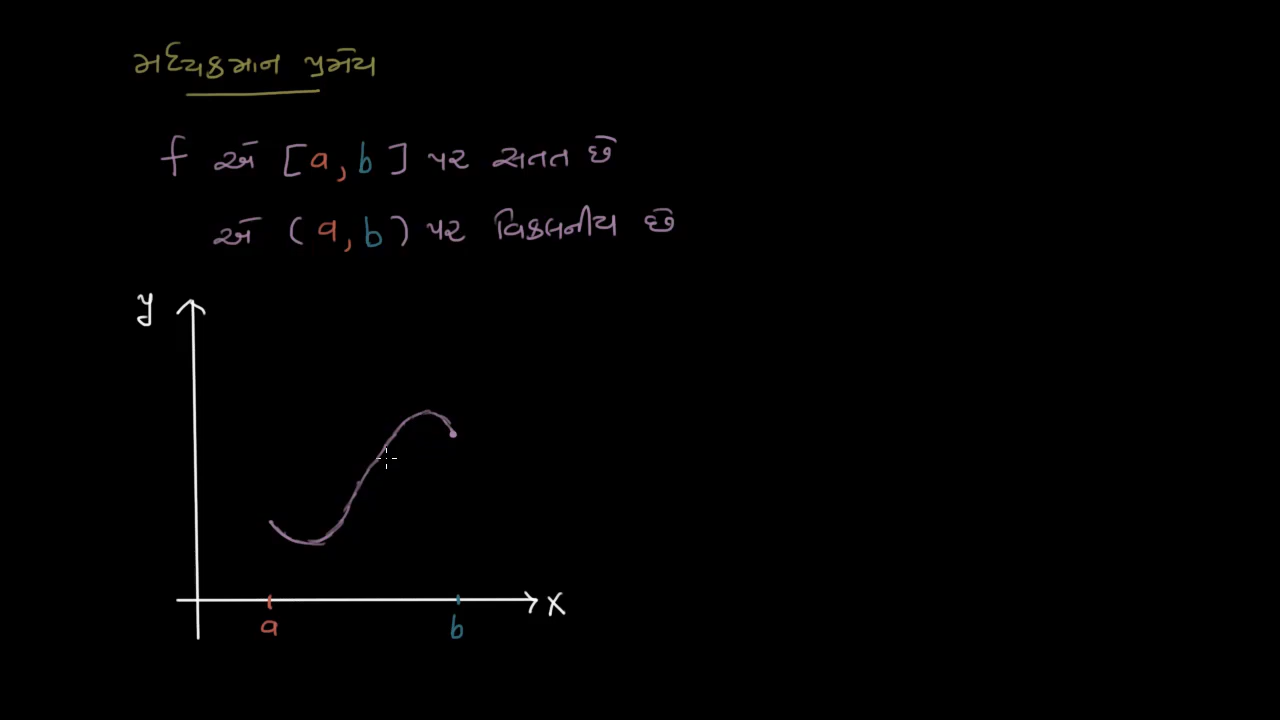 મધ્યકમાન પ્રમેય
f એ [a, b] પર સતત છે
એ (a, b) પર વિકલનીય છે
y
x
a
b